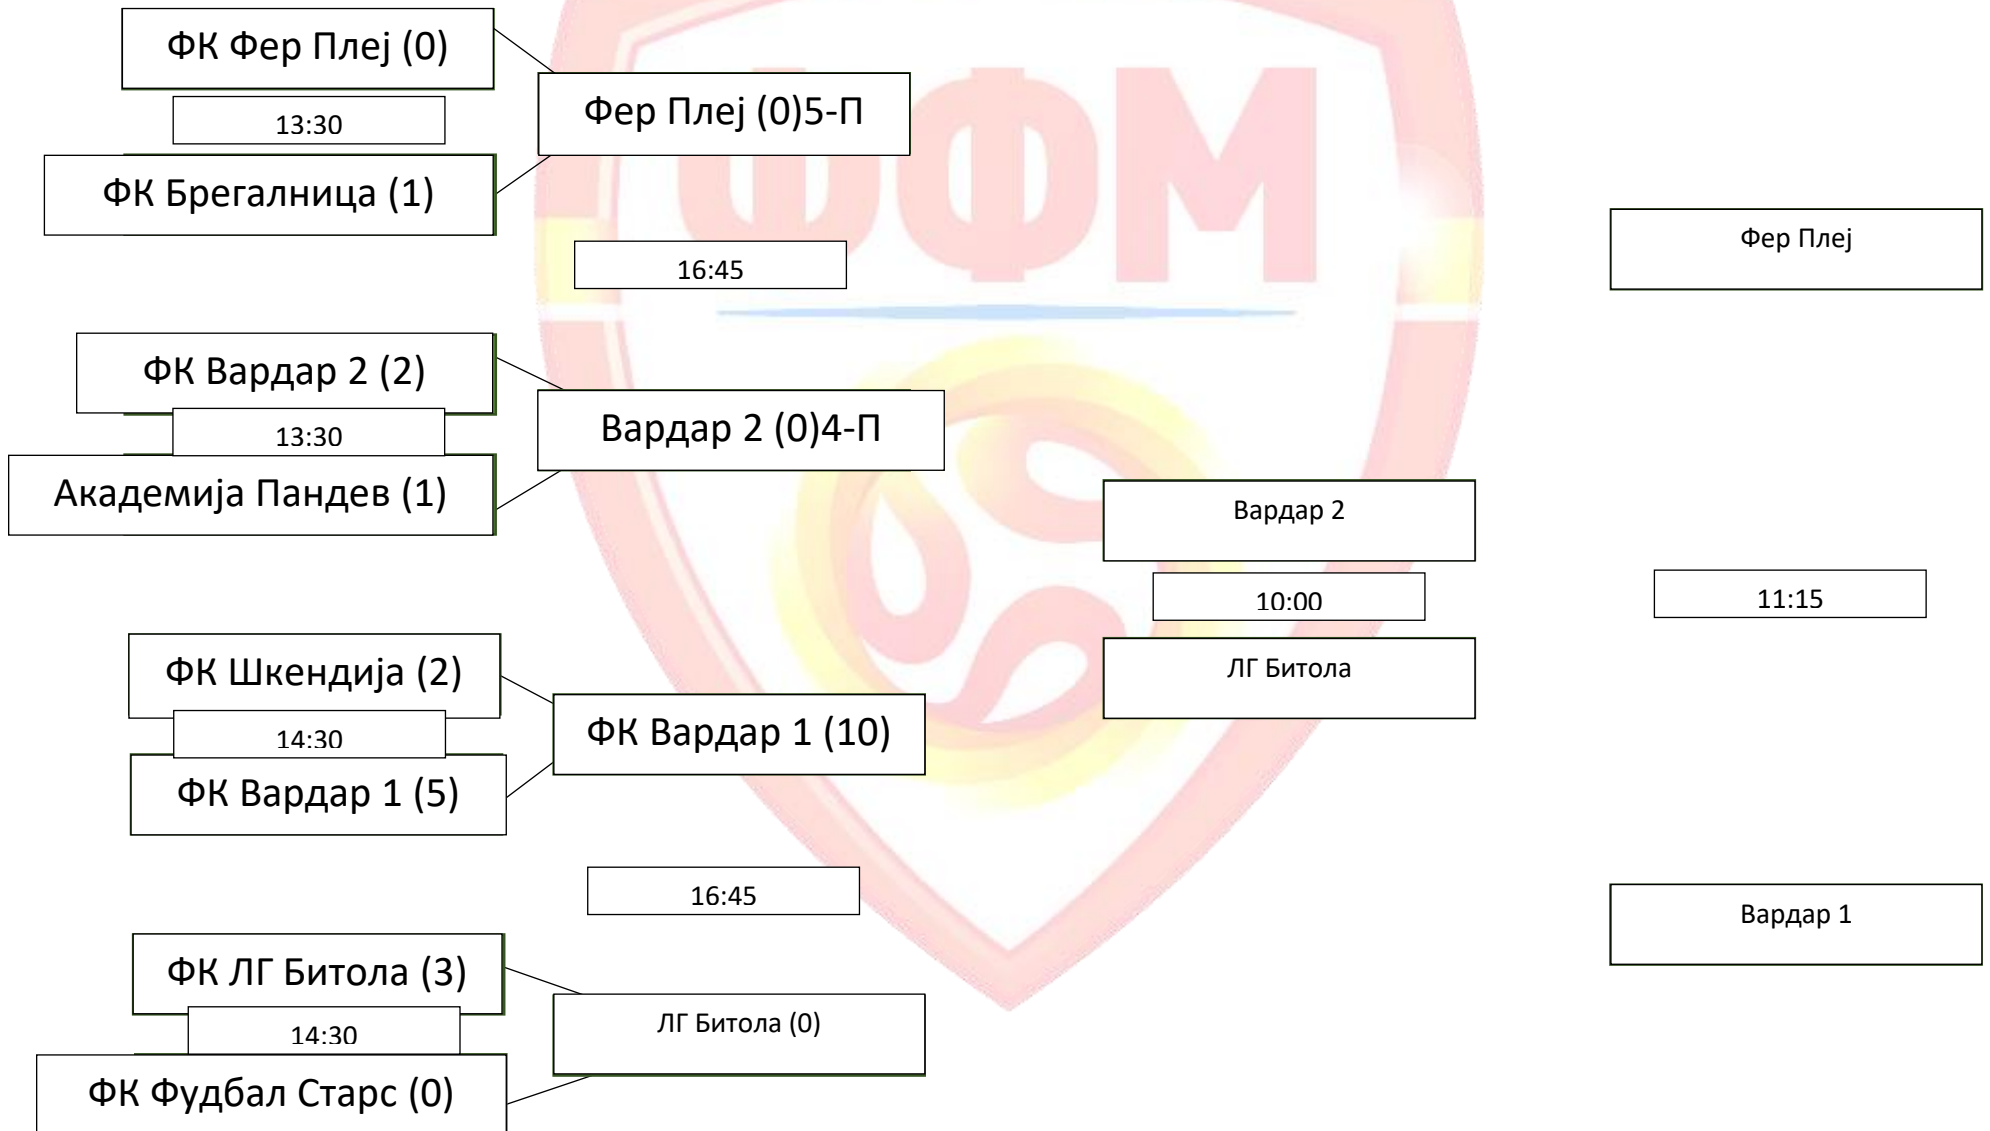 ФК Фер Плеј (0)
13:30
ФК Брегалница (1)
Фер Плеј (0)5-П
16:45
ФК Вардар 2 (2)
13:30
Академија Пандев (1)
Вардар 2 (0)4-П
ФК Шкендија (2)
14:30
ФК Вардар 1 (5)
ФК Вардар 1 (10)
16:45
ФК ЛГ Битола (3)
14:30
ФК Фудбал Старс (0)
ЛГ Битола (0)
ФФМ
Вардар 2
10:00
ЛГ Битола
Фер Плеј
11:15
Вардар 1